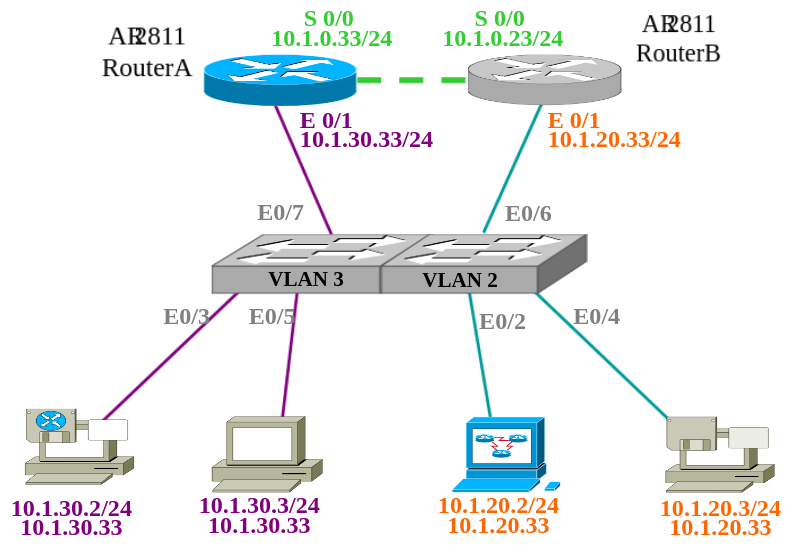 S 0/0
10.1.0.33/24
S 0/0
10.1.0.23/24
AR2811
RouterA
AR2811
RouterB
E 0/1
10.1.30.33/24
E 0/1
10.1.20.33/24
E0/7
E0/6
VLAN 3
VLAN 2
E0/3
E0/5
E0/2
E0/4
10.1.30.2/24
10.1.30.33
10.1.30.3/24
10.1.30.33
10.1.20.2/24
10.1.20.33
10.1.20.3/24
10.1.20.33